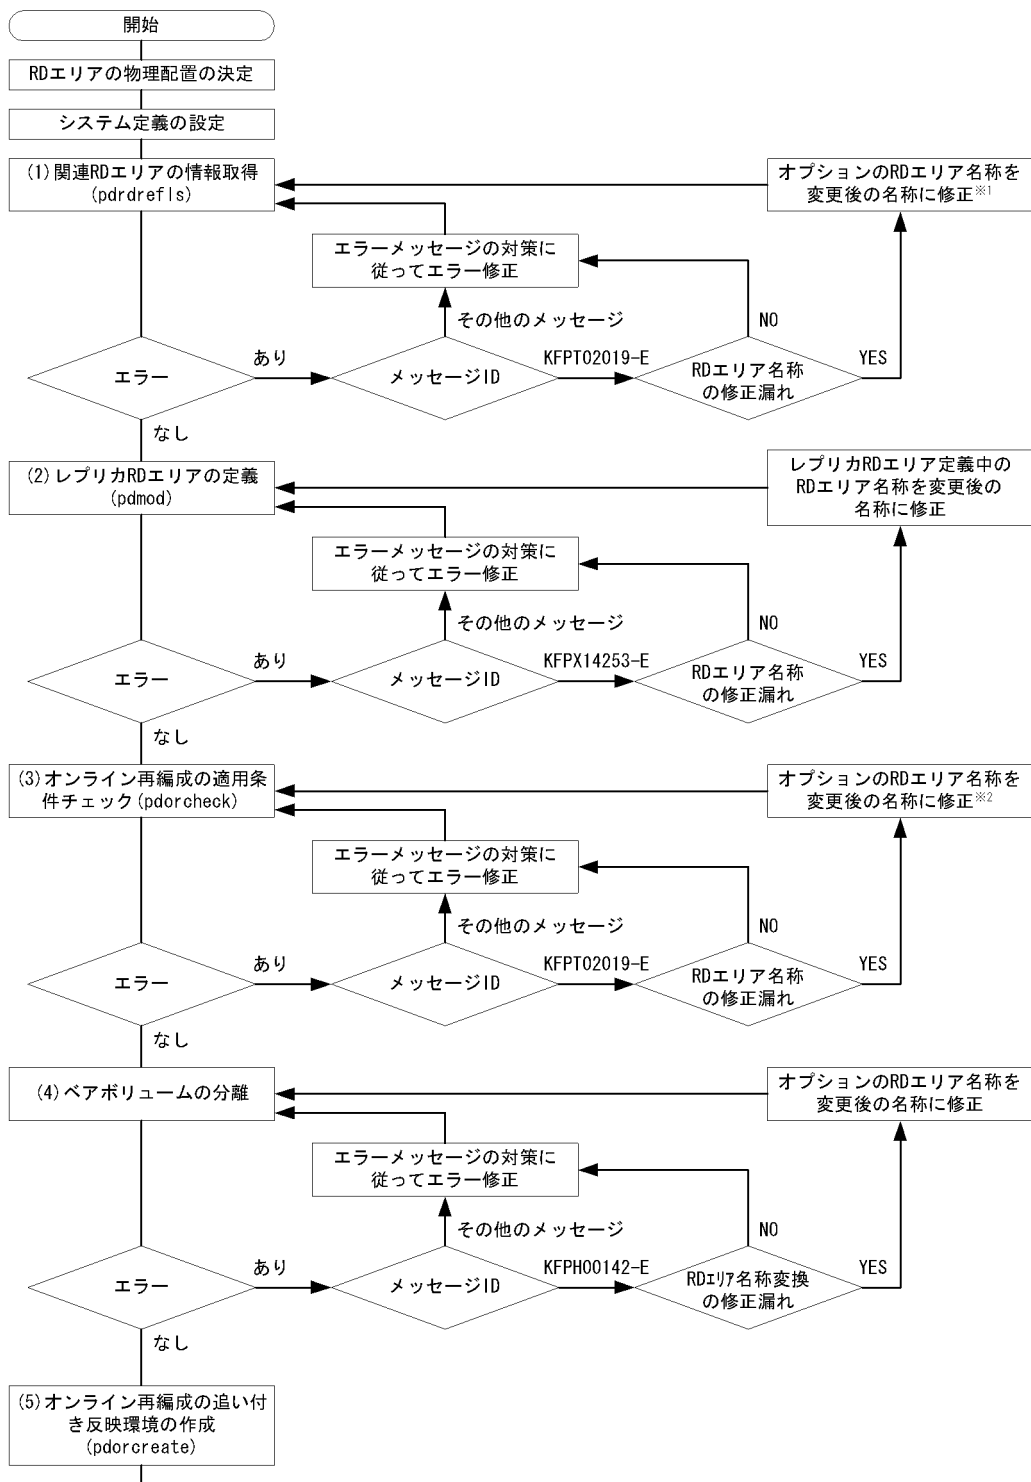 開始
RDエリアの物理配置の決定
システム定義の設定
(1)関連RDエリアの情報取得
(pdrdrefls)
オプションのRDエリア名称を
変更後の名称に修正※1
エラーメッセージの対策に
従ってエラー修正
その他のメッセージ
NO
エラー
あり
メッセージID
KFPT02019-E
RDエリア名称
の修正漏れ
YES
なし
(2)レプリカRDエリアの定義
(pdmod)
レプリカRDエリア定義中の
RDエリア名称を変更後の
名称に修正
エラーメッセージの対策に
従ってエラー修正
その他のメッセージ
NO
エラー
あり
メッセージID
KFPX14253-E
RDエリア名称
の修正漏れ
YES
なし
(3)オンライン再編成の適用条
件チェック(pdorcheck)
オプションのRDエリア名称を
変更後の名称に修正※2
エラーメッセージの対策に
従ってエラー修正
その他のメッセージ
NO
エラー
あり
メッセージID
KFPT02019-E
RDエリア名称
の修正漏れ
YES
なし
(4)ペアボリュームの分離
オプションのRDエリア名称を
変更後の名称に修正
エラーメッセージの対策に
従ってエラー修正
その他のメッセージ
NO
エラー
あり
メッセージID
KFPH00142-E
RDエリア名称変換
の修正漏れ
YES
なし
(5)オンライン再編成の追い付
き反映環境の作成
(pdorcreate)